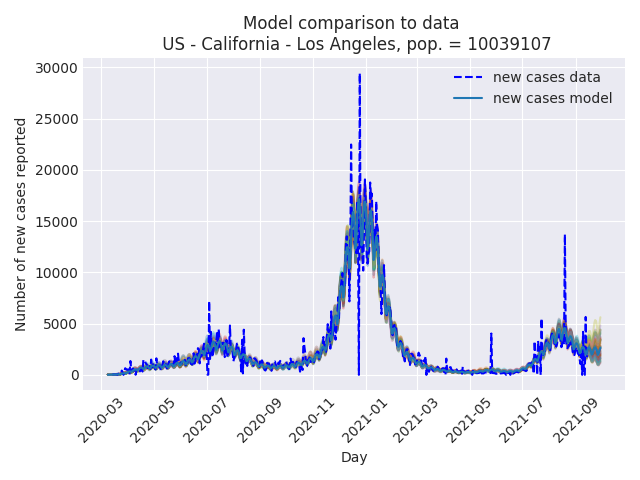 Model comparison to data
US - California - Los Angeles, pop. = 10039107
30000
25000
20000
15000
10000
5000
0
Number of new cases reported
new cases data
new cases model
2020-03
2020-05
2020-07
2020-09
2020-11
2021-01
2021-03
2021-05
2021-07
2021-09
Day